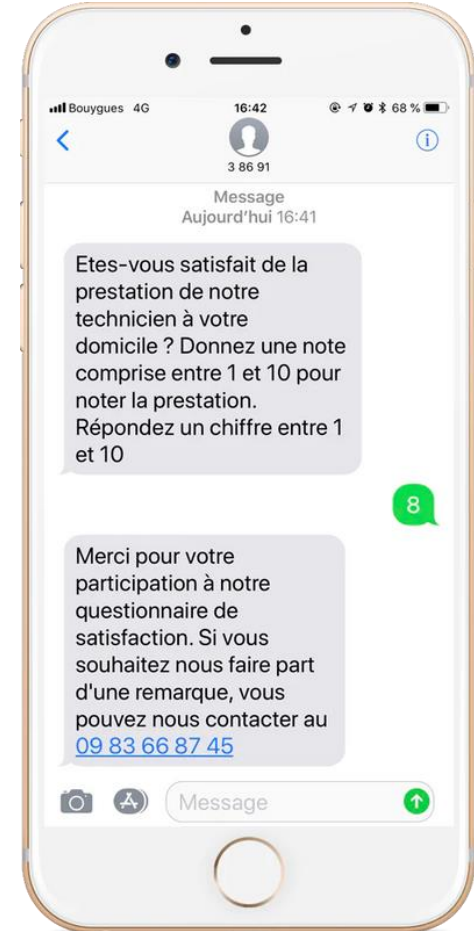 Bouygues 4G 16:42 68 %
3 86 91
Message
Aujourd'hui 16:41
Etes-vous satisfait de la
prestation de notre
technicien à votre
domicile ? Donnez une note
comprise entre 1 et 10 pour
noter la prestation.
Répondez un chiffre entre 1
et 10
8
Merci pour votre
participation à notre
questionnaire de
satisfaction. Si vous
souhaitez nous faire part
d'une remarque, vous
pouvez nous contacter au
09 83 66 87 45
Message